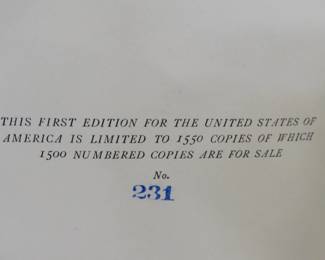 THIS FIRST EDITION FOR THE UNITED STATES OF
AMERICA IS LIMITED TO 1550 COPIES OF WHICH
1500 NUMBERED COPIES ARE FOR SALE
No.
231